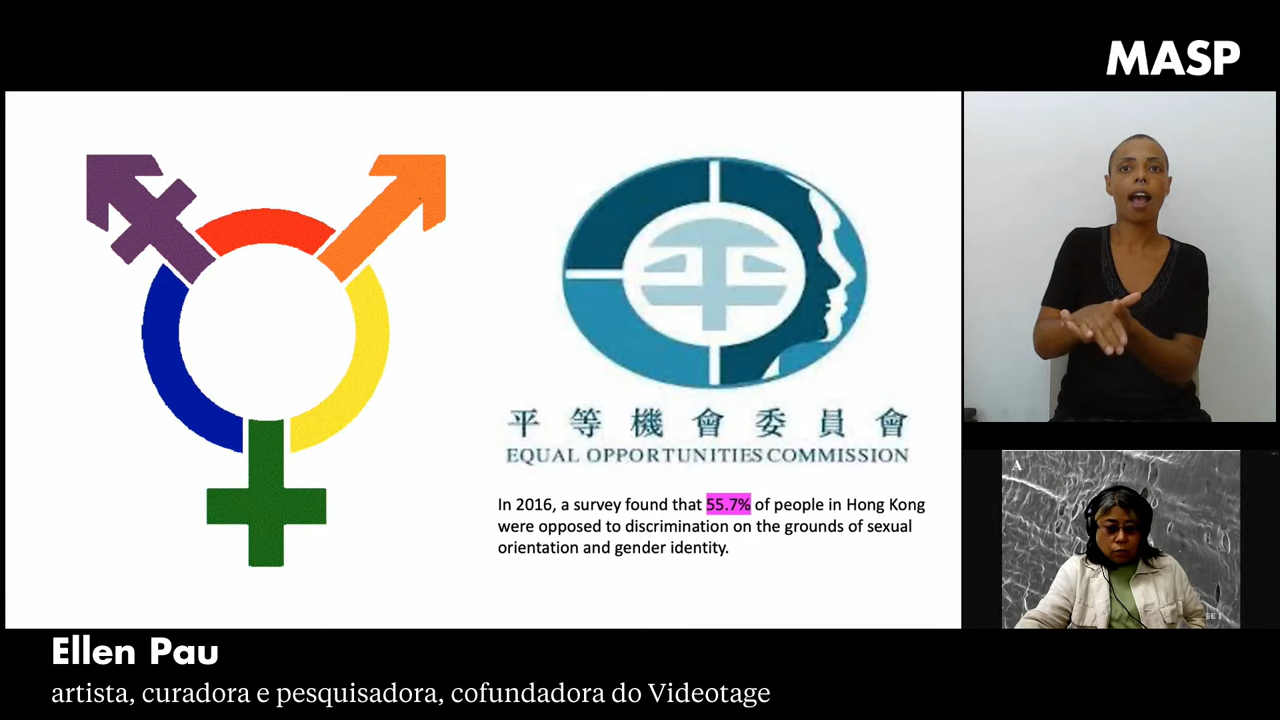 MASP
平等機會委員會
EQUAL OPPORTUNITIES COMMISSION
In 2016, a survey found that 55.7% of people in Hong Kong
were opposed to discrimination on the grounds of sexual
orientation and gender identity.
A
Ellen Pau
artista, curadora e pesquisadora, cofundadora do Videotage